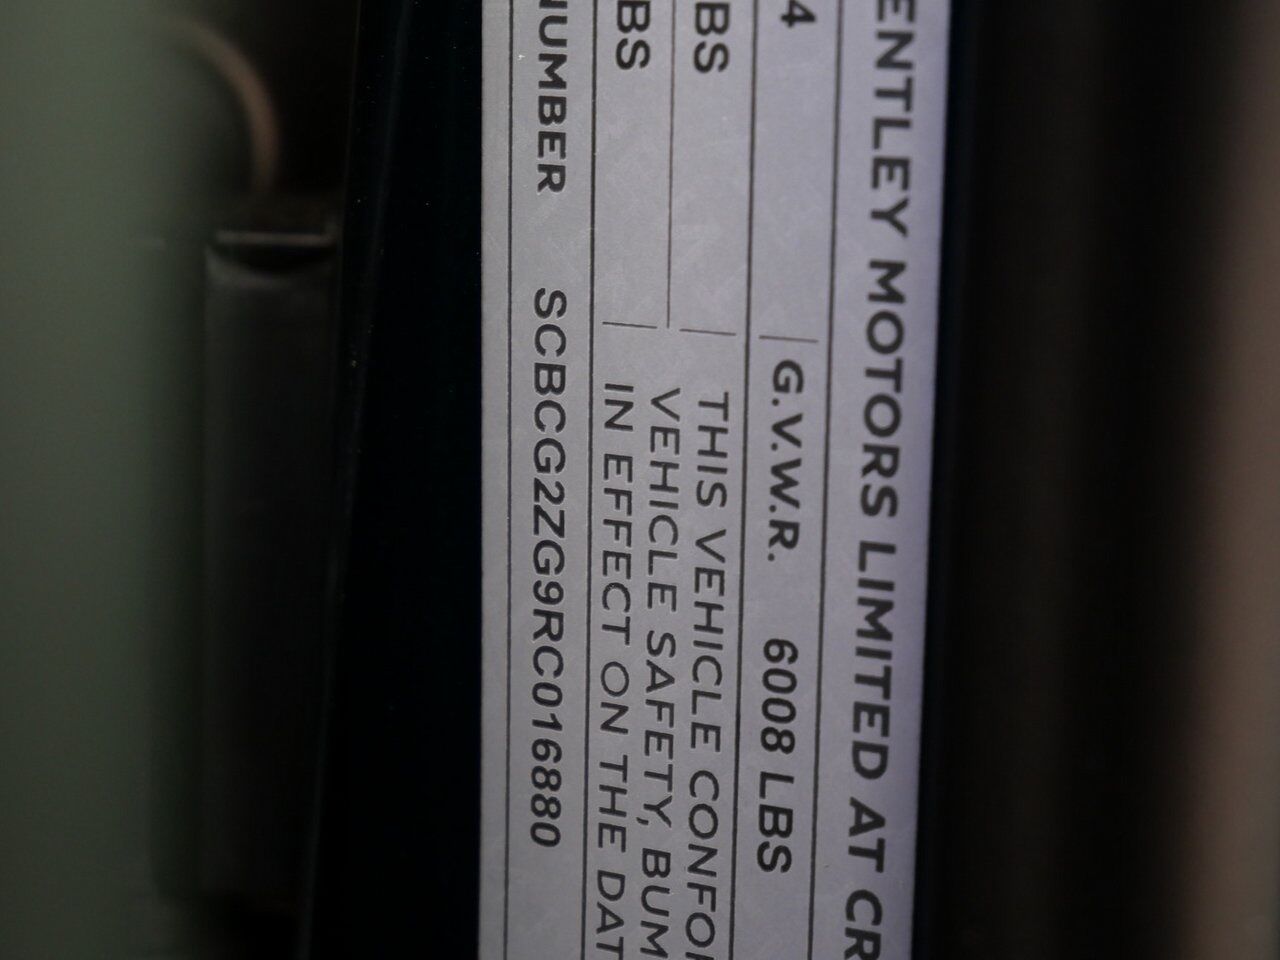 ENTLEY MOTORS LIMITED AT CR
4 G.V.W.R. 6008 LBS
BS THIS VEHICLE CONFOR
VEHICLE SAFETY, BUM
BS IN EFFECT ON THE DAT
NUMBER SCBCG2ZG9RC016880